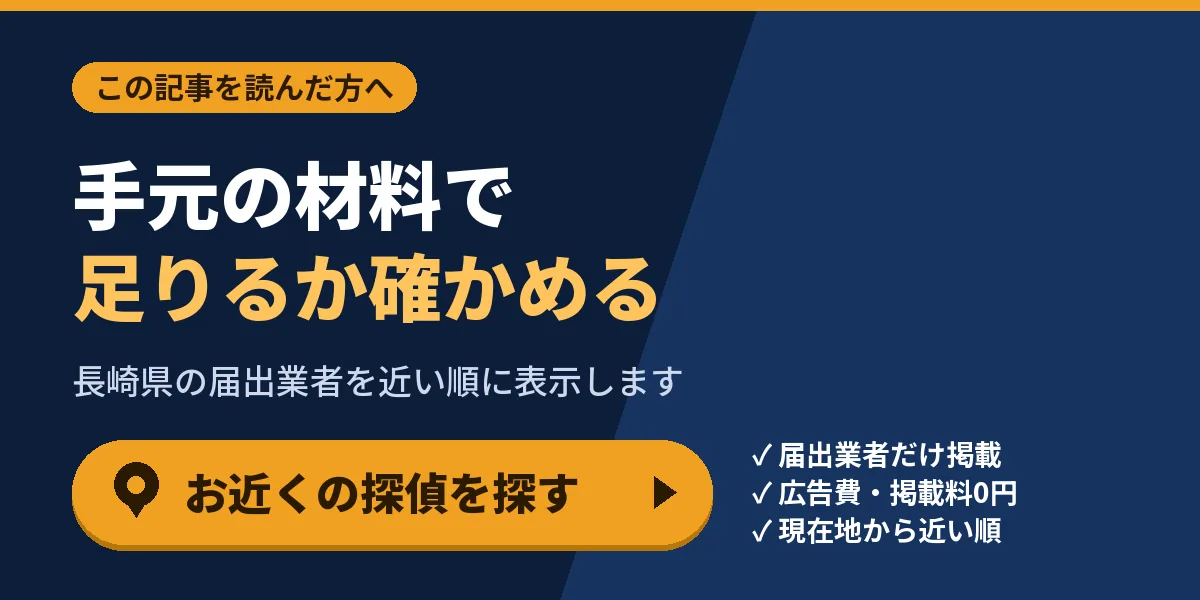 この記事を読んだ方へ
手元の材料で
足りるか確かめる
長崎県の届出業者を近い順に表示します
お近くの探偵を探す
✓届出業者だけ掲載
✓広告費・掲載料0円
✓現在地から近い順